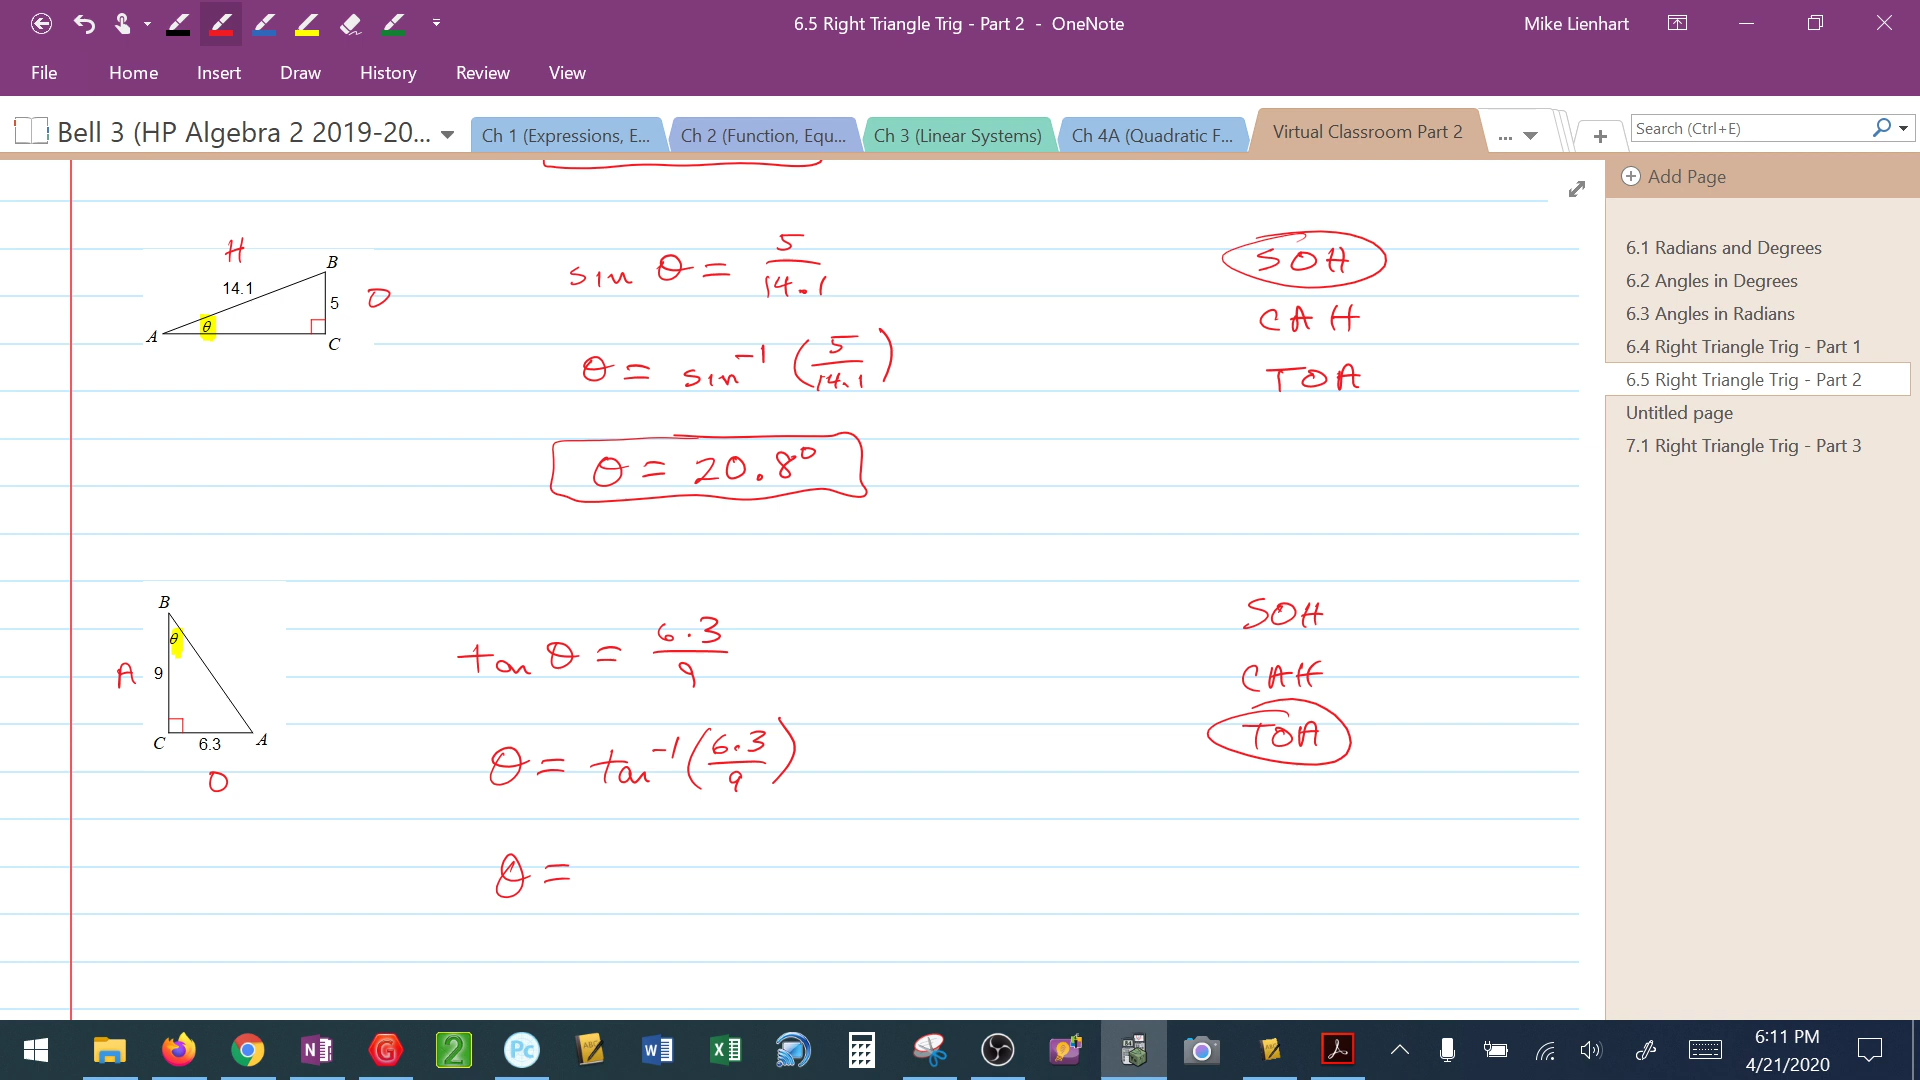 6.5 Right Triangle Trig - Part 2 - OneNote
Mike Lienhart
File Home Insert Draw History Review View
Bell 3 (HP Algebra 2 2019-20...
Ch 1 (Expressions, E...
Ch 2 (Function, Equ...
Ch 3 (Linear Systems)
Ch 4A (Quadratic F...
Virtual Classroom Part 2
...
Search (Ctrl+E)
Add Page
6.1 Radians and Degrees
6.2 Angles in Degrees
6.3 Angles in Radians
6.4 Right Triangle Trig - Part 1
6.5 Right Triangle Trig - Part 2
Untitled page
7.1 Right Triangle Trig - Part 3
H
B
14.1
5 O
A θ
C
sin θ = 5/14.1
θ = sin⁻¹ (5/14.1)
θ = 20.8°
SOH
CAH
TOA
B
θ
A 9
C 6.3 A
O
tan θ = 6.3/9
θ = tan⁻¹(6.3/9)
θ =
SOH
CAH
TOA
6:11 PM
4/21/2020